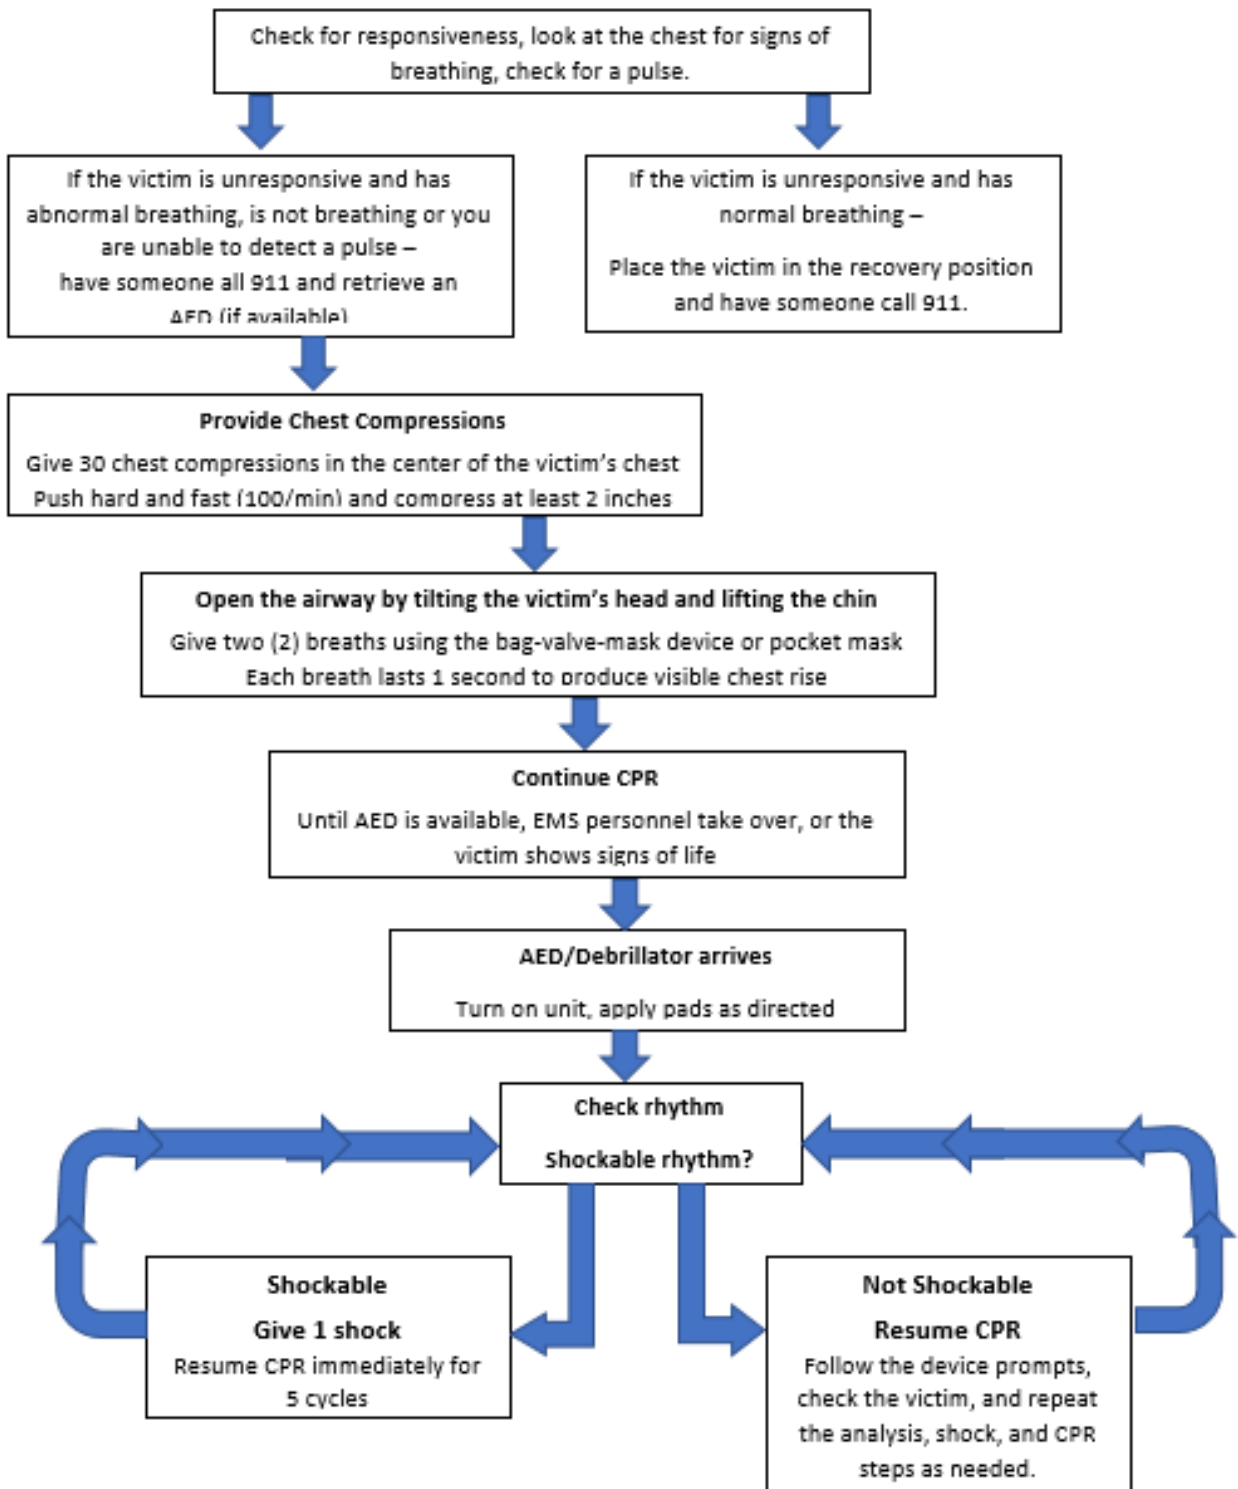 Check for responsiveness, look at the chest for signs of
breathing, check for a pulse.
If the victim is unresponsive and has
abnormal breathing, is not breathing or you
are unable to detect a pulse –
have someone all 911 and retrieve an
AED (if available)
If the victim is unresponsive and has
normal breathing –
Place the victim in the recovery position
and have someone call 911.
Provide Chest Compressions
Give 30 chest compressions in the center of the victim's chest
Push hard and fast (100/min) and compress at least 2 inches
Open the airway by tilting the victim's head and lifting the chin
Give two (2) breaths using the bag-valve-mask device or pocket mask
Each breath lasts 1 second to produce visible chest rise
Continue CPR
Until AED is available, EMS personnel take over, or the
victim shows signs of life
AED/Debrillator arrives
Turn on unit, apply pads as directed
Check rhythm
Shockable rhythm?
Shockable
Give 1 shock
Resume CPR immediately for
5 cycles
Not Shockable
Resume CPR
Follow the device prompts,
check the victim, and repeat
the analysis, shock, and CPR
steps as needed.